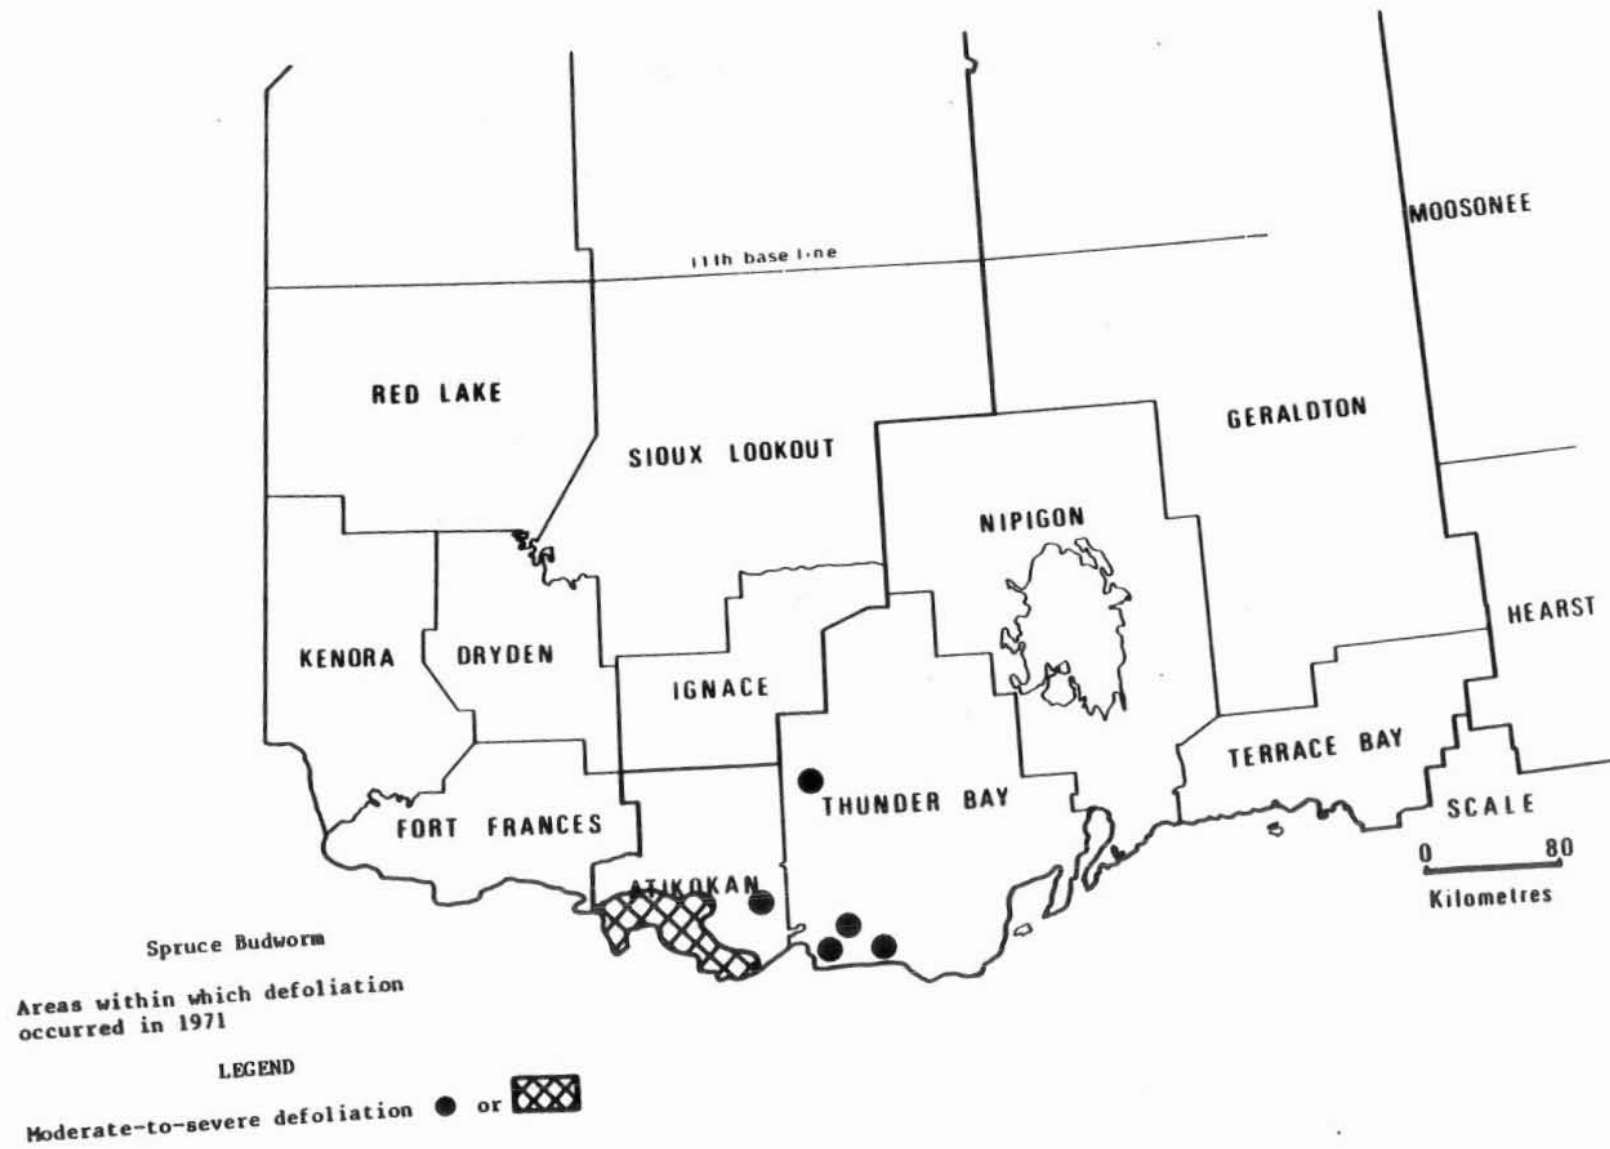 MOOSONEE
11th base line
RED LAKE
GERALDTON
SIOUX LOOKOUT
NIPIGON
HEARST
KENORA
DRYDEN
IGNACE
TERRACE BAY
THUNDER BAY
FORT FRANCES
SCALE
0 80
Kilometres
ATIKOKAN
Spruce Budworm
Areas within which defoliation
occurred in 1971
LEGEND
Moderate-to-severe defoliation or